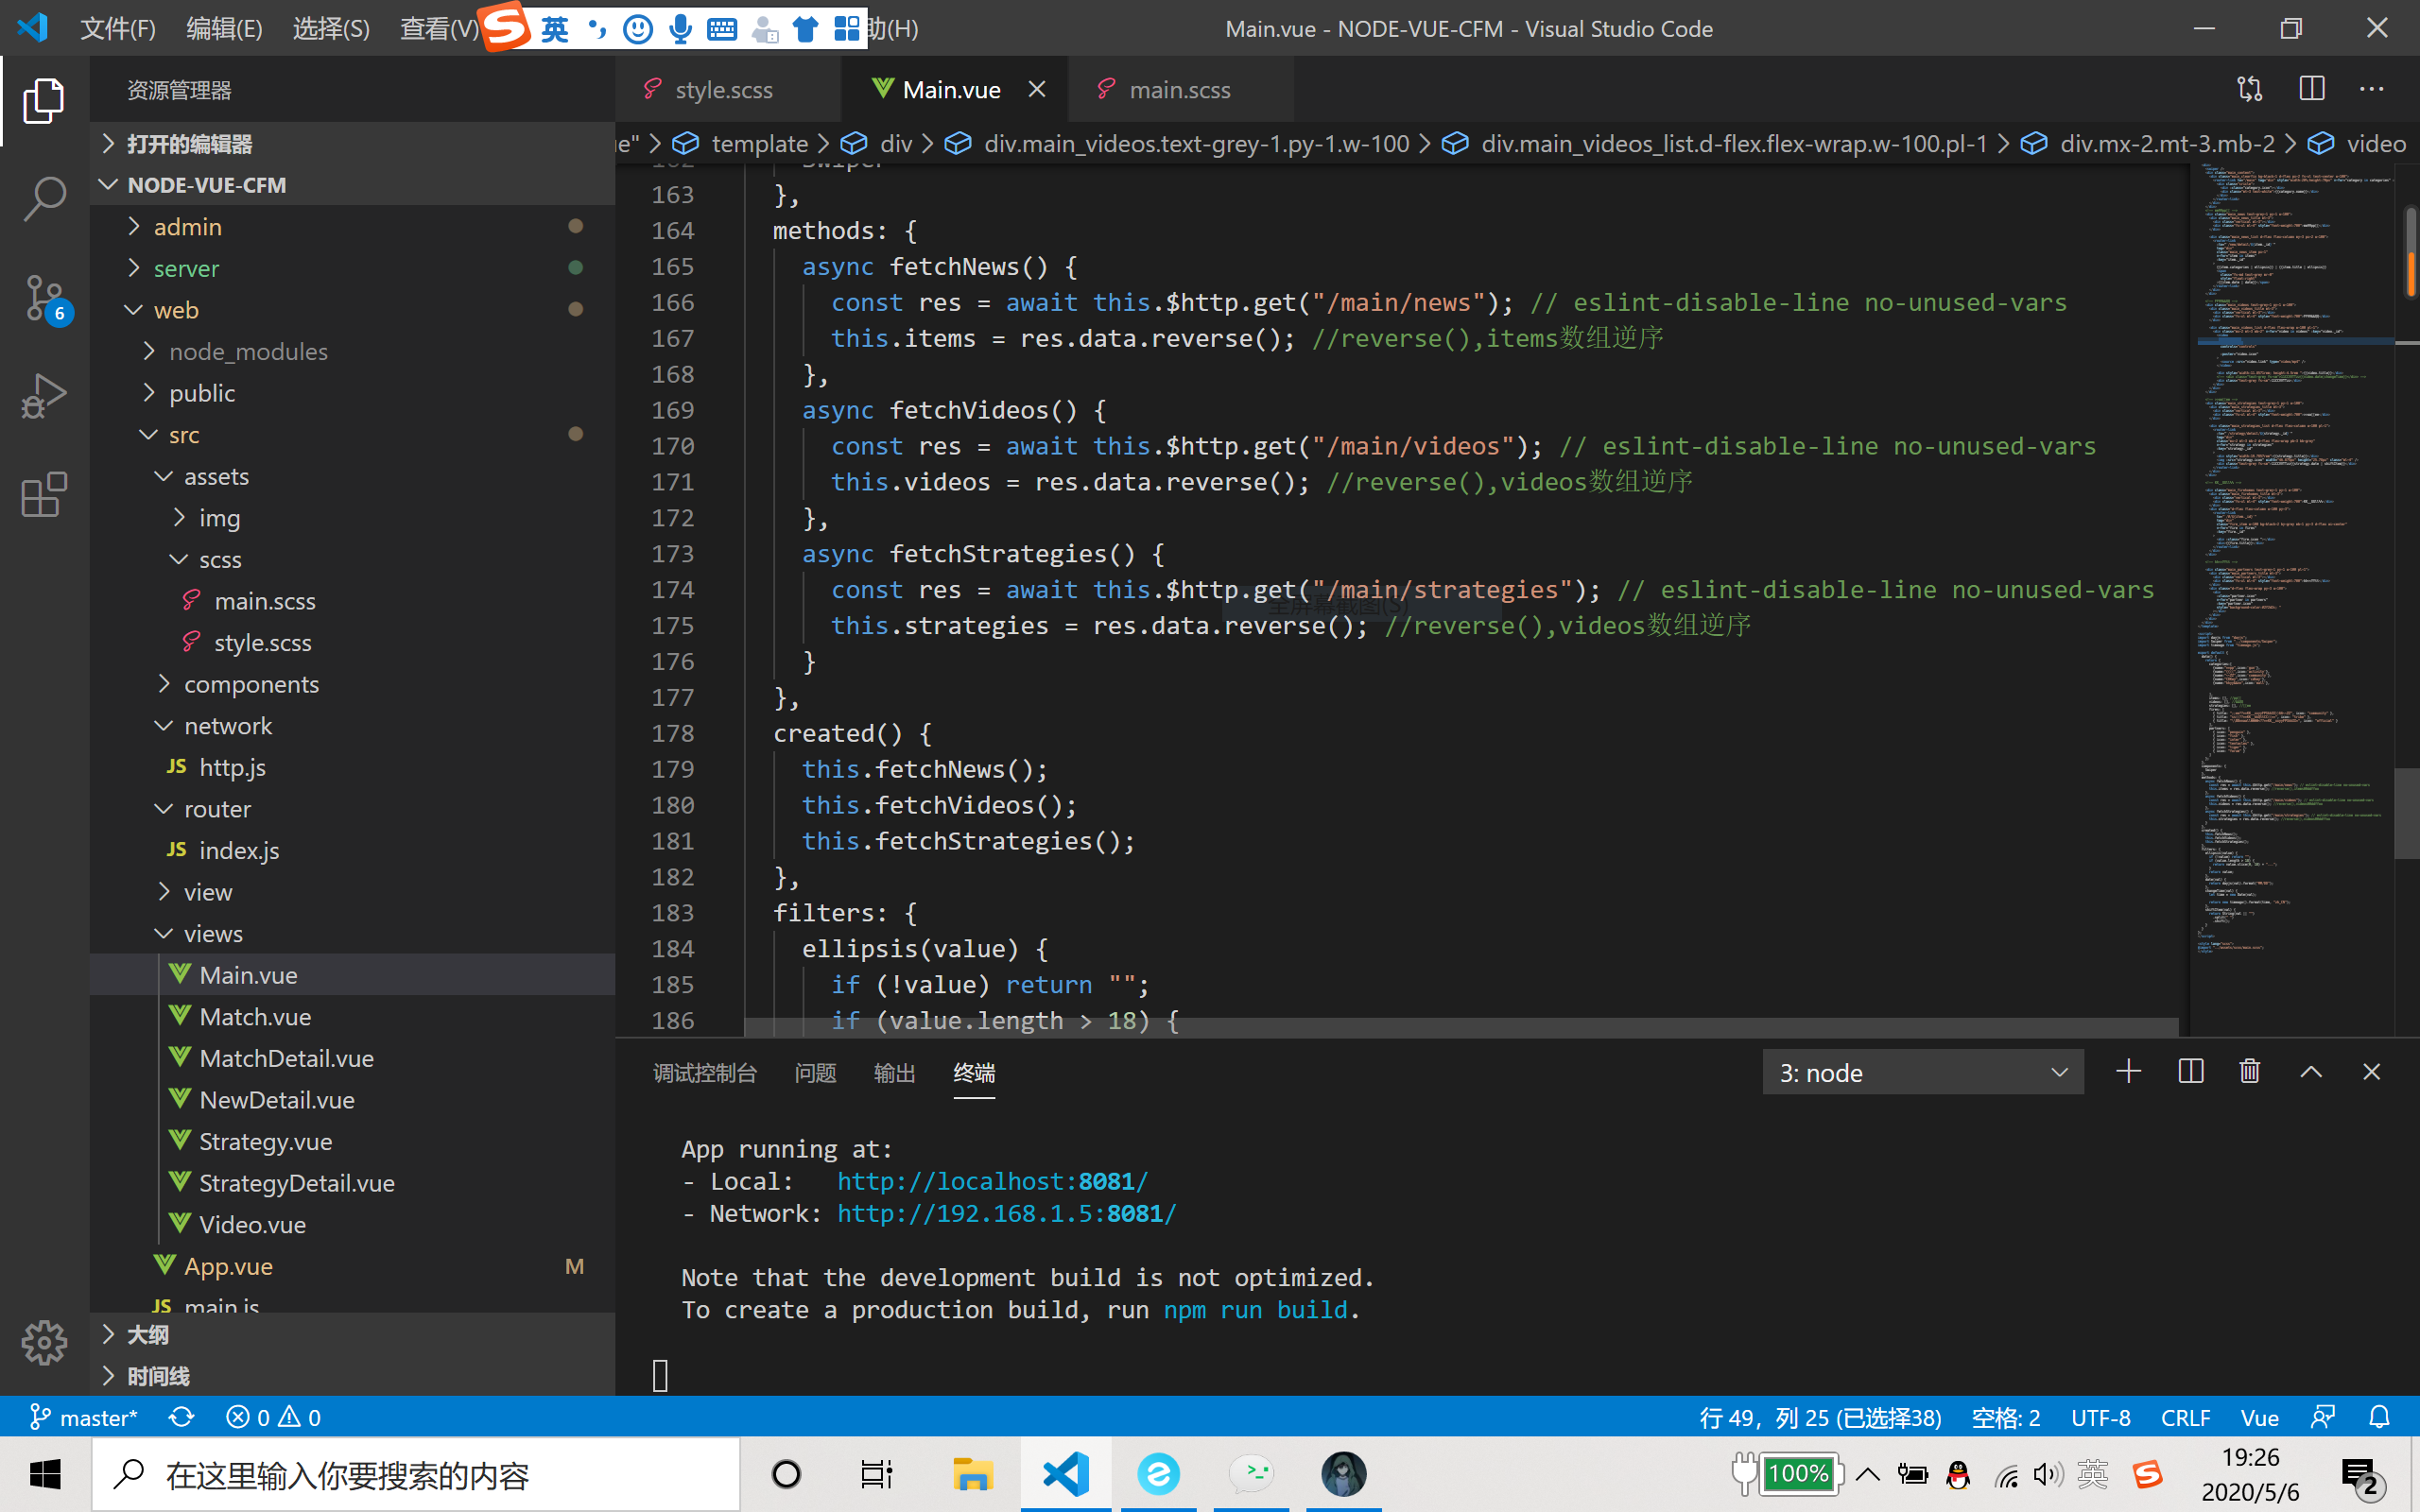 文件(F) 编辑(E) 选择(S) 查看(V) 英 助(H) Main.vue - NODE-VUE-CFM - Visual Studio Code
资源管理器
style.scss Main.vue main.scss
e" template div div.main_videos.text-grey-1.py-1.w-100 div.main_videos_list.d-flex.flex-wrap.w-100.pl-1 div.mx-2.mt-3.mb-2 video
打开的编辑器
NODE-VUE-CFM
admin
server
web
node_modules
public
src
assets
img
scss
main.scss
style.scss
components
network
JS http.js
router
JS index.js
view
views
Main.vue
Match.vue
MatchDetail.vue
NewDetail.vue
Strategy.vue
StrategyDetail.vue
Video.vue
App.vue M
JS main.js
大纲
时间线
6
162 Swiper
163 },
164 methods: {
165 async fetchNews() {
166 const res = await this.$http.get("/main/news"); // eslint-disable-line no-unused-vars
167 this.items = res.data.reverse(); //reverse(),items数组逆序
168 },
169 async fetchVideos() {
170 const res = await this.$http.get("/main/videos"); // eslint-disable-line no-unused-vars
171 this.videos = res.data.reverse(); //reverse(),videos数组逆序
172 },
173 async fetchStrategies() {
174 const res = await this.$http.get("/main/strategies"); // eslint-disable-line no-unused-vars
全屏幕截图(S)
175 this.strategies = res.data.reverse(); //reverse(),videos数组逆序
176 }
177 },
178 created() {
179 this.fetchNews();
180 this.fetchVideos();
181 this.fetchStrategies();
182 },
183 filters: {
184 ellipsis(value) {
185 if (!value) return "";
186 if (value.length > 18) {
调试控制台 问题 输出 终端 3: node
App running at:
- Local: http://localhost:8081/
- Network: http://192.168.1.5:8081/
Note that the development build is not optimized.
To create a production build, run npm run build.
master* 0 0 行 49，列 25 (已选择38) 空格: 2 UTF-8 CRLF Vue
在这里输入你要搜索的内容 100% 英 19:26
2020/5/6 2